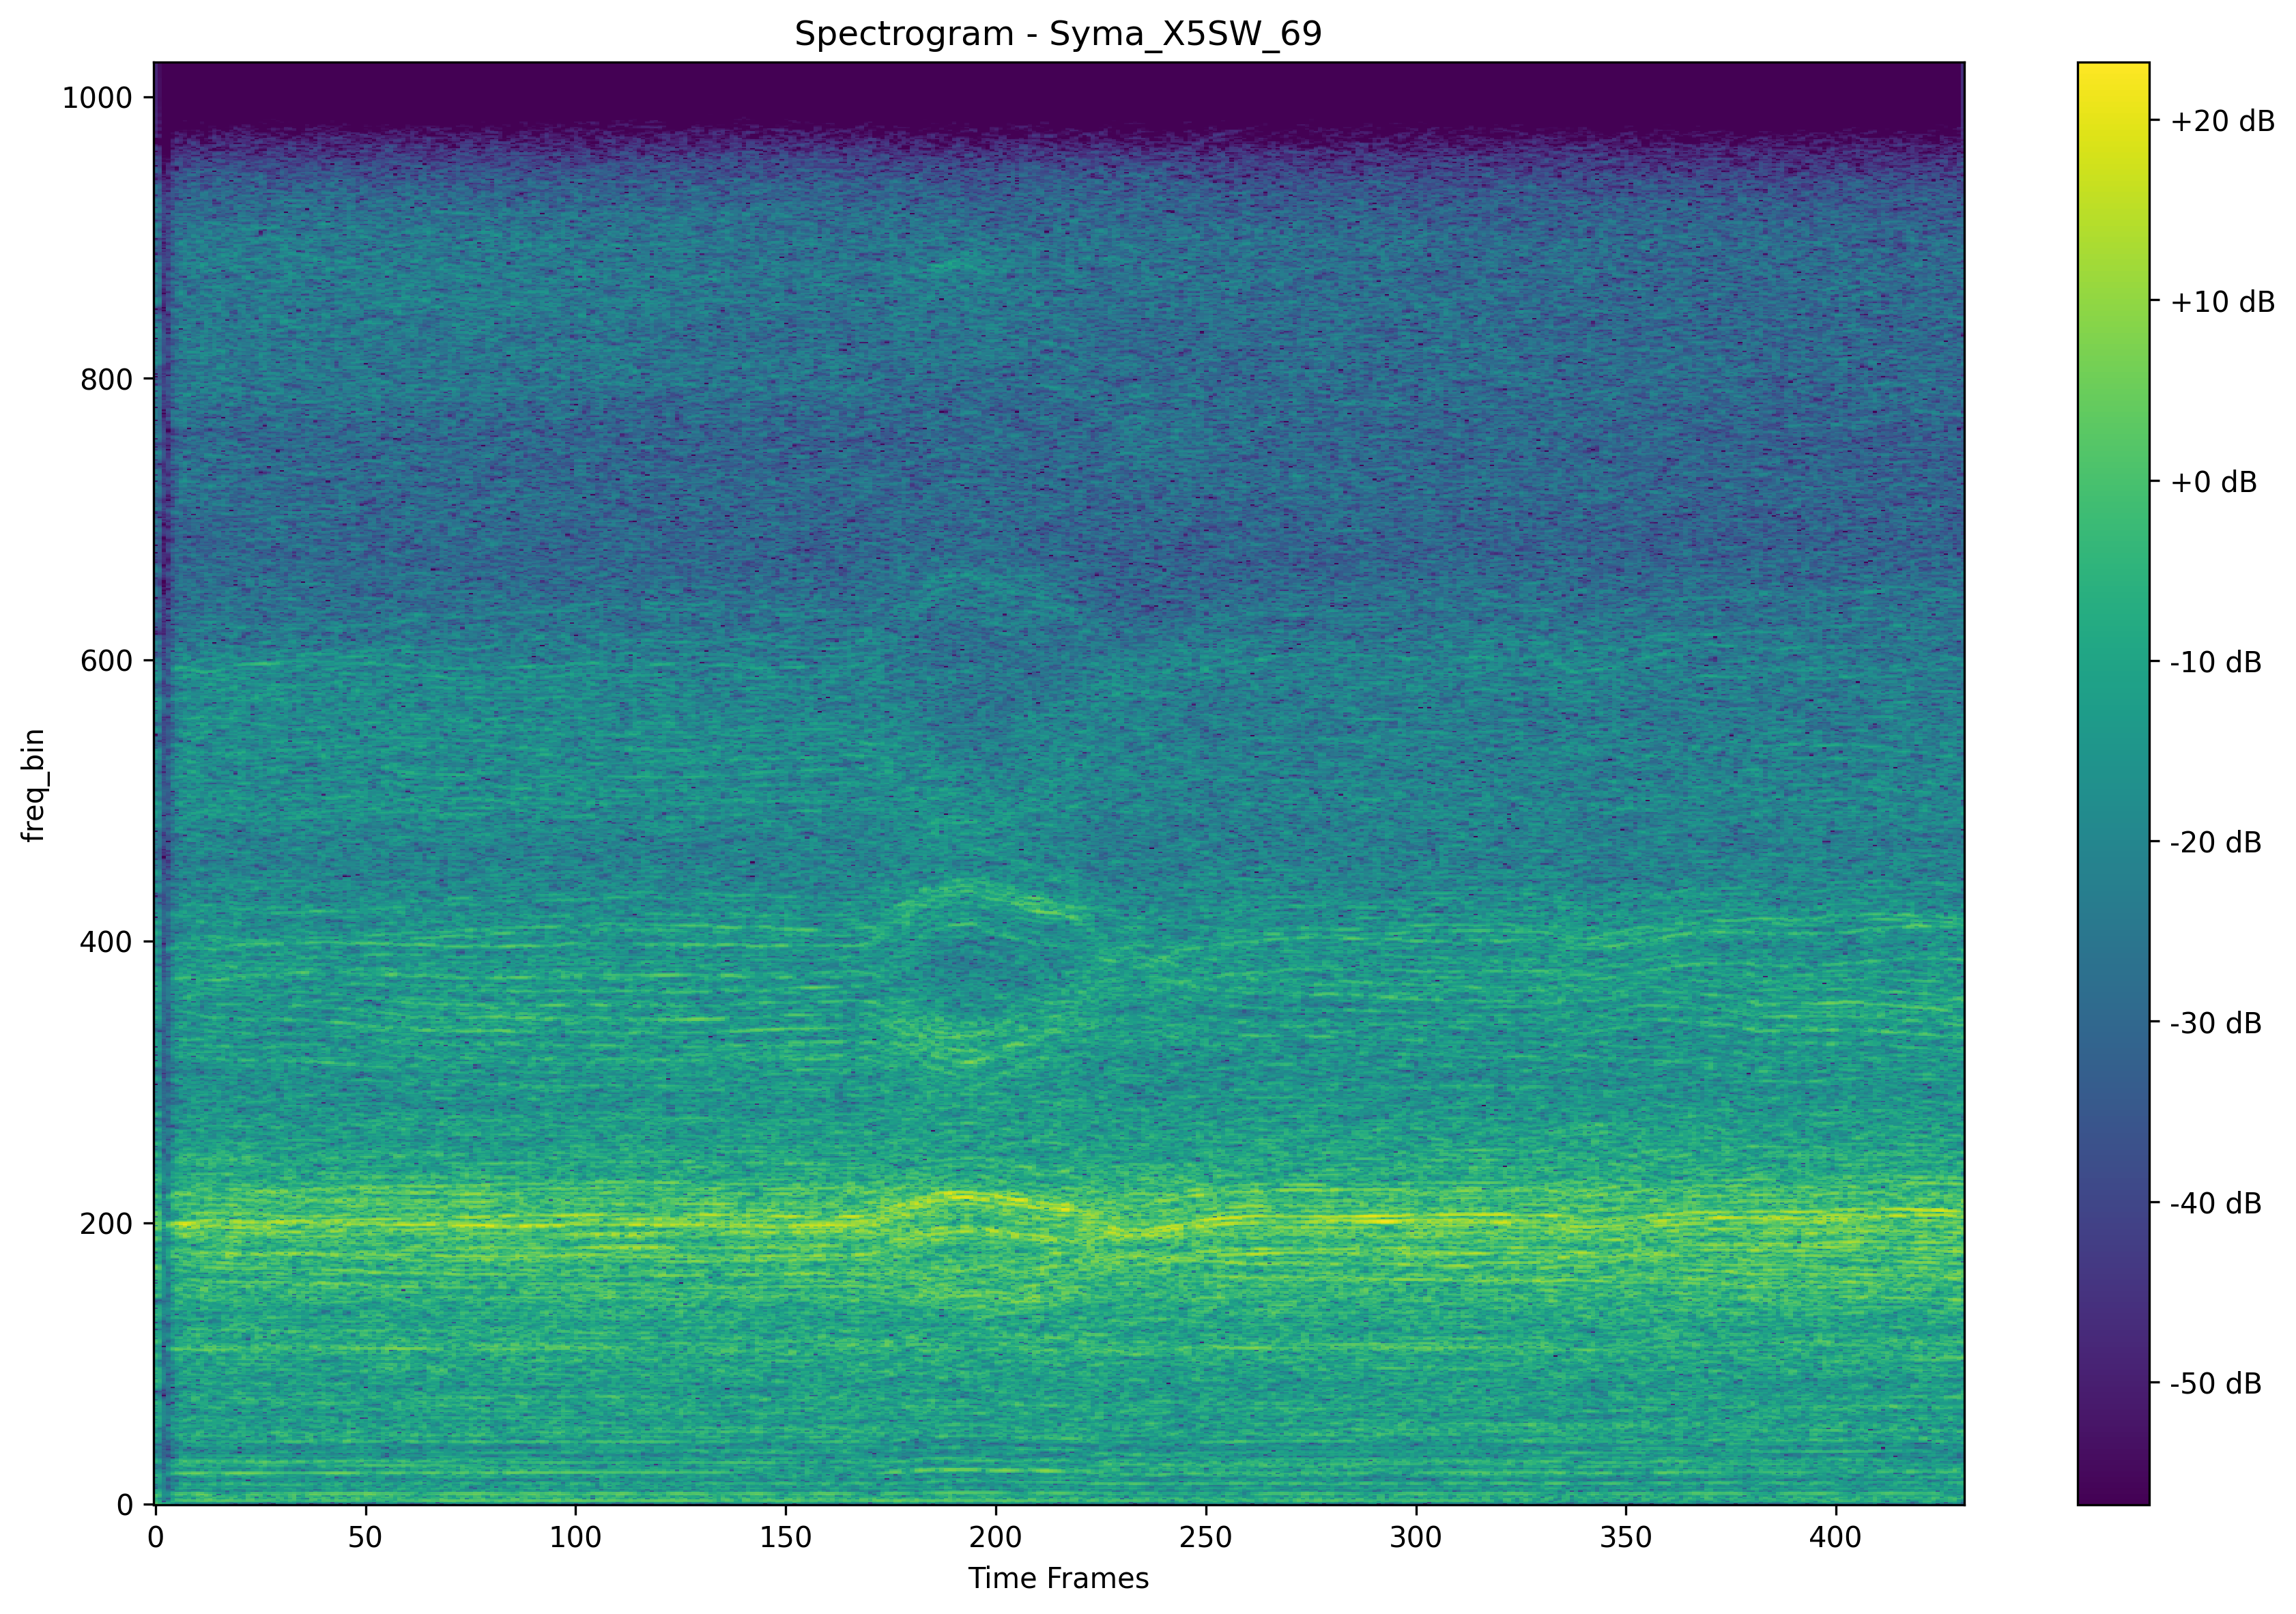 Spectrogram - Syma_X5SW_69
freq_bin
1000
800
600
400
200
0
0 50 100 150 200 250 300 350 400
Time Frames
+20 dB
+10 dB
+0 dB
-10 dB
-20 dB
-30 dB
-40 dB
-50 dB